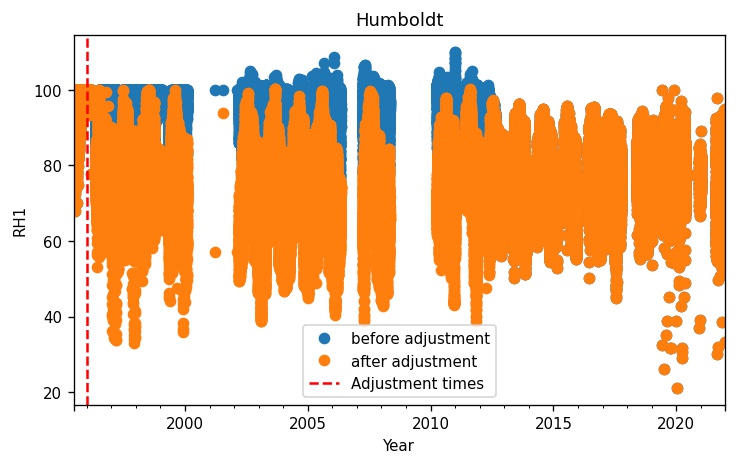 Humboldt
100
80
60
40
20
RH1
before adjustment
after adjustment
Adjustment times
2000
2005
2010
2015
2020
Year